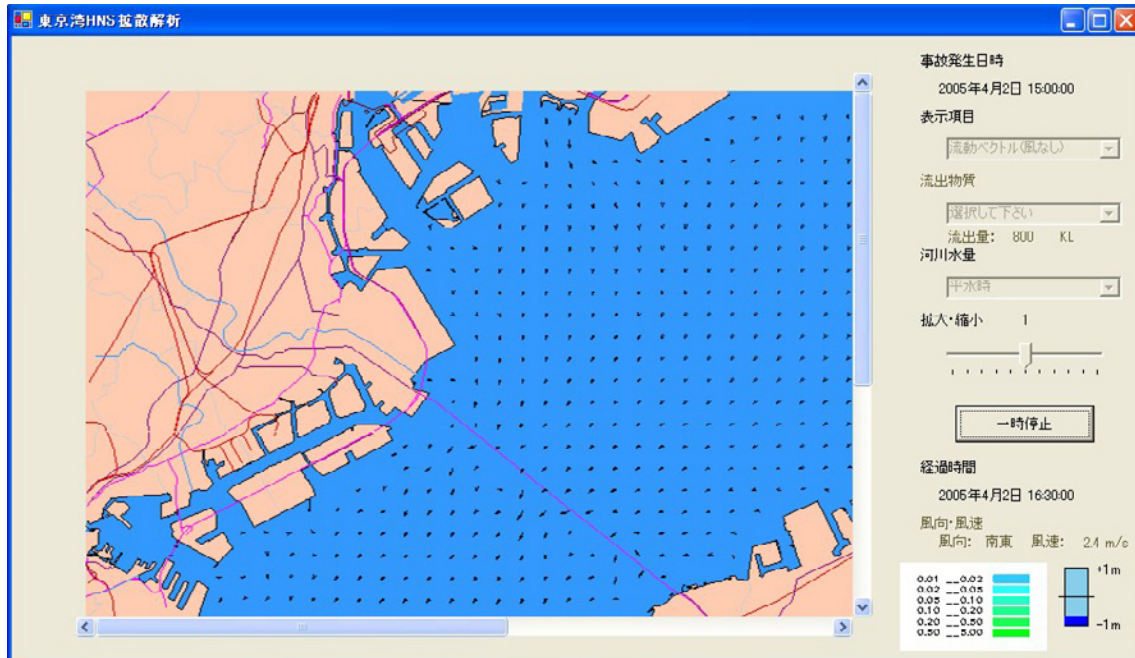 東京湾HNS拡散解析
事故発生日時
2005年4月2日 15:00:00
表示項目
流動ベクトル(風なし)
流出物質
選択して下さい
流出量: 800 KL
河川水量
平水時
拡大・縮小 1
一時停止
経過時間
2005年4月2日 16:30:00
風向・風速
風向: 南東 風速: 2.4 m/s
0.01 __0.02
0.02 __0.05
0.05 __0.10
0.10 __0.20
0.20 __0.50
0.50 __5.00
+1m
-1m